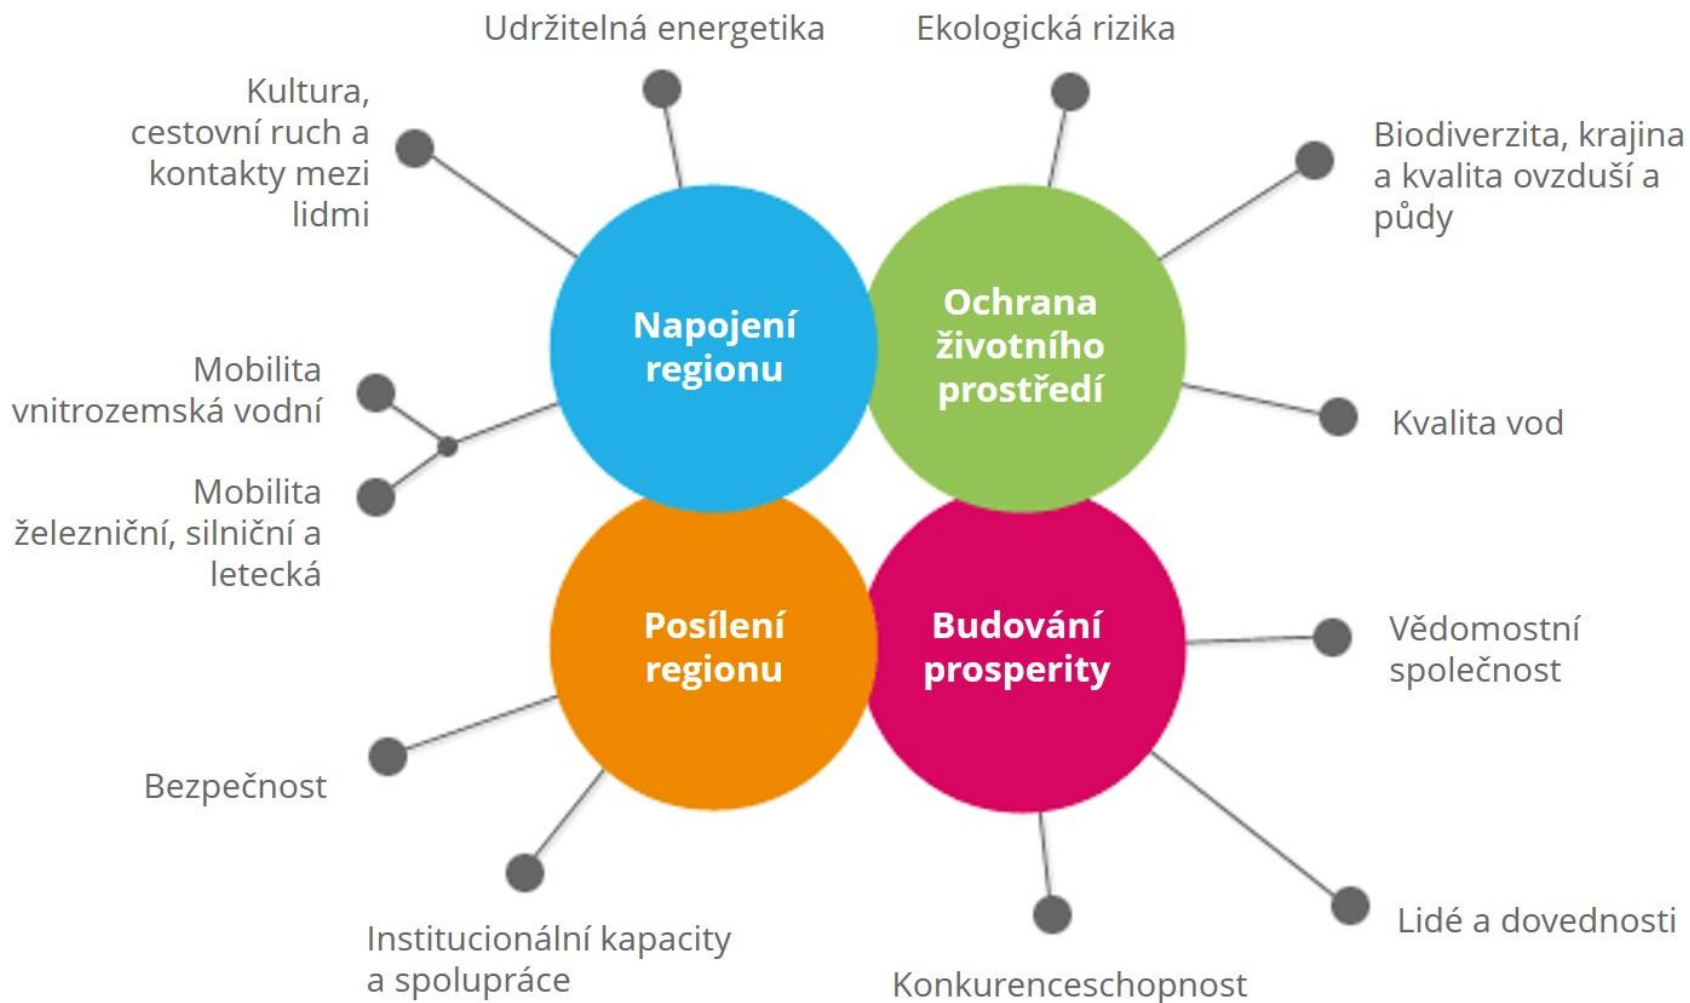 Udržitelná energetika
Ekologická rizika
Kultura,
cestovní ruch a
kontakty mezi
lidmi
Biodiverzita, krajina
a kvalita ovzduší a
půdy
Napojení
regionu
Ochrana
životního
prostředí
Mobilita
vnitrozemská vodní
Kvalita vod
Mobilita
železniční, silniční a
letecká
Posílení
regionu
Budování
prosperity
Vědomostní
společnost
Bezpečnost
Lidé a dovednosti
Institucionální kapacity
a spolupráce
Konkurenceschopnost